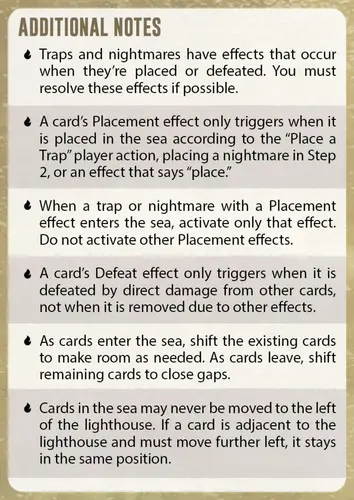 ADDITIONAL NOTES
Traps and nightmares have effects that occur
when they're placed or defeated. You must
resolve these effects if possible.
A card's Placement effect only triggers when it
is placed in the sea according to the "Place a
Trap" player action, placing a nightmare in Step
2, or an effect that says "place."
When a trap or nightmare with a Placement
effect enters the sea, activate only that effect.
Do not activate other Placement effects.
A card's Defeat effect only triggers when it is
defeated by direct damage from other cards,
not when it is removed due to other effects.
As cards enter the sea, shift the existing cards
to make room as needed. As cards leave, shift
remaining cards to close gaps.
Cards in the sea may never be moved to the left
of the lighthouse. If a card is adjacent to the
lighthouse and must move further left, it stays
in the same position.